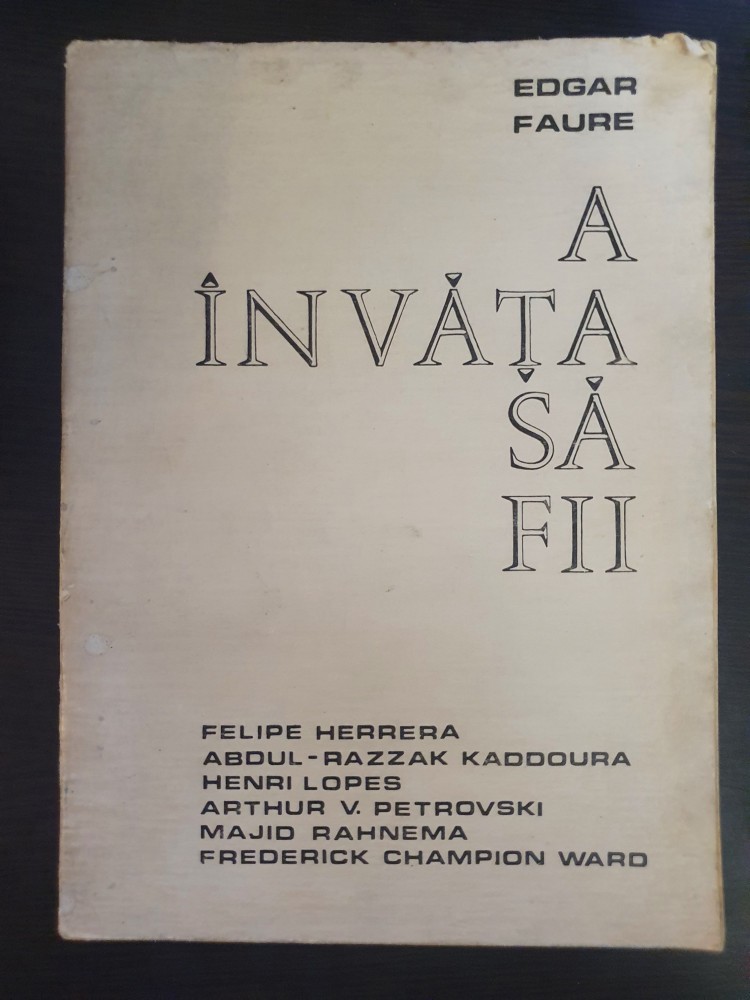 EDGAR
FAURE
A
ÎNVĂȚA
SĂ
FII
FELIPE HERRERA
ABDUL-RAZZAK KADDOURA
HENRI LOPES
ARTHUR V. PETROVSKI
MAJID RAHNEMA
FREDERICK CHAMPION WARD